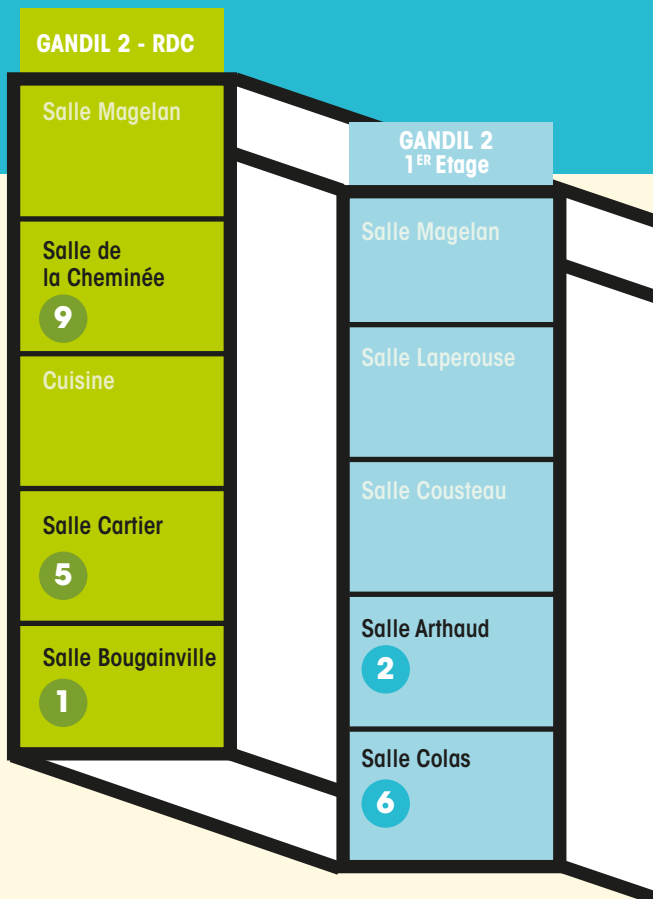 GANDIL 2 - RDC
Salle Magelan
Salle de
la Cheminée
9
Cuisine
Salle Cartier
5
Salle Bougainville
1
GANDIL 2
1ER Etage
Salle Magelan
Salle Laperouse
Salle Cousteau
Salle Arthaud
2
Salle Colas
6